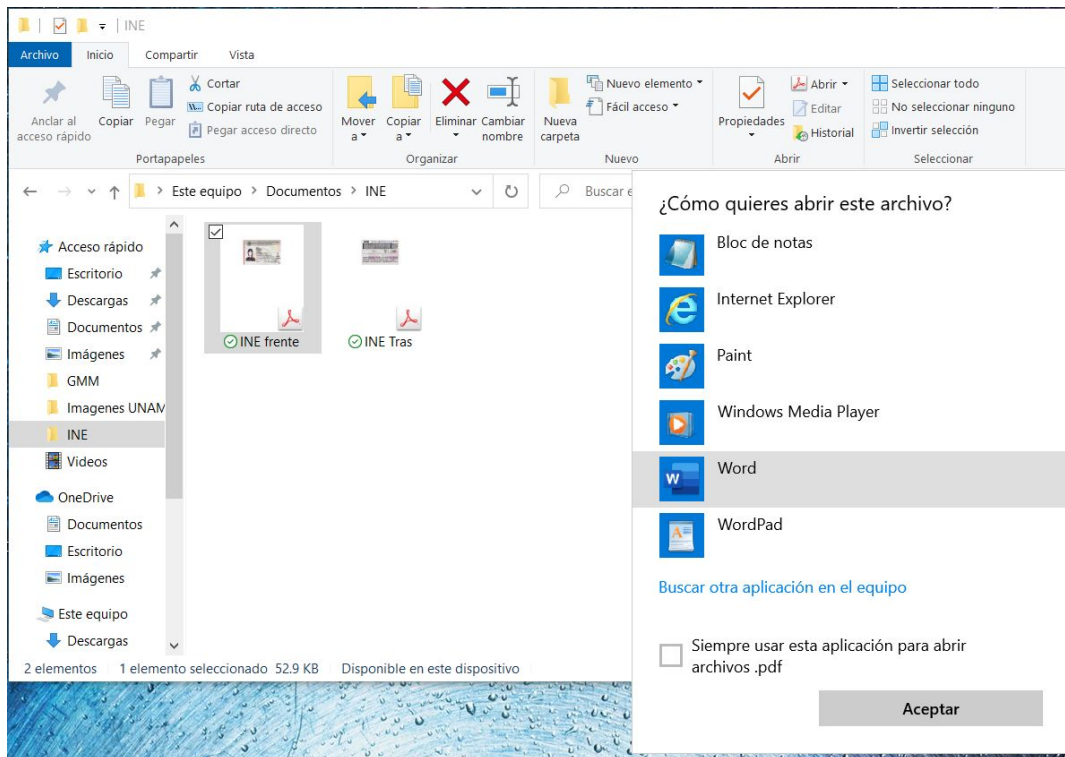 INE
Archivo Inicio Compartir Vista
Anclar al acceso rápido
Copiar
Pegar
Cortar
Copiar ruta de acceso
Pegar acceso directo
Mover a
Copiar a
Eliminar
Cambiar nombre
Nueva carpeta
Nuevo elemento
Fácil acceso
Propiedades
Abrir
Editar
Historial
Seleccionar todo
No seleccionar ninguno
Invertir selección
Portapapeles Organizar Nuevo Abrir Seleccionar
Este equipo > Documentos > INE
Buscar e
Acceso rápido
Escritorio
Descargas
Documentos
Imágenes
GMM
Imagenes UNAM
INE
Videos
OneDrive
Documentos
Escritorio
Imágenes
Este equipo
Descargas
INE frente
INE Tras
2 elementos 1 elemento seleccionado 52.9 KB Disponible en este dispositivo
¿Cómo quieres abrir este archivo?
Bloc de notas
Internet Explorer
Paint
Windows Media Player
Word
WordPad
Buscar otra aplicación en el equipo
Siempre usar esta aplicación para abrir
archivos .pdf
Aceptar